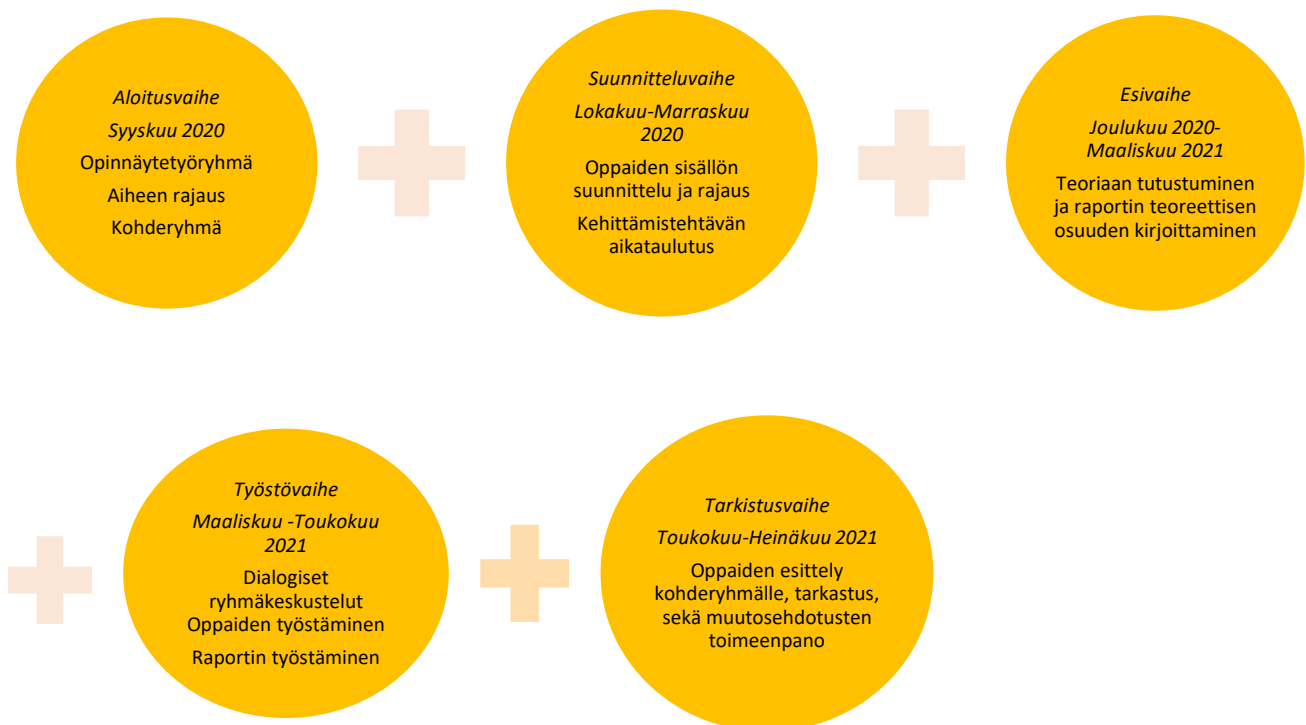 Aloitusvaihe
Syyskuu 2020
Opinnäytetyöryhmä
Aiheen rajaus
Kohderyhmä
Suunnitteluvaihe
Lokakuu-Marraskuu
2020
Oppaiden sisällön
suunnittelu ja rajaus
Kehittämistehtävän
aikataulutus
Esivaihe
Joulukuu 2020-
Maaliskuu 2021
Teoriaan tutustuminen
ja raportin teoreettisen
osuuden kirjoittaminen
Työstövaihe
Maaliskuu -Toukokuu
2021
Dialogiset
ryhmäkeskustelut
Oppaiden työstäminen
Raportin työstäminen
Tarkistusvaihe
Toukokuu-Heinäkuu 2021
Oppaiden esittely
kohderyhmälle, tarkastus,
sekä muutosehdotusten
toimeenpano